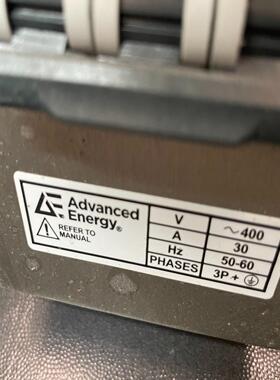 Advanced
Energy®
REFER TO
MANUAL
V ~400
A 30
Hz 50-60
PHASES 3P + ⏚